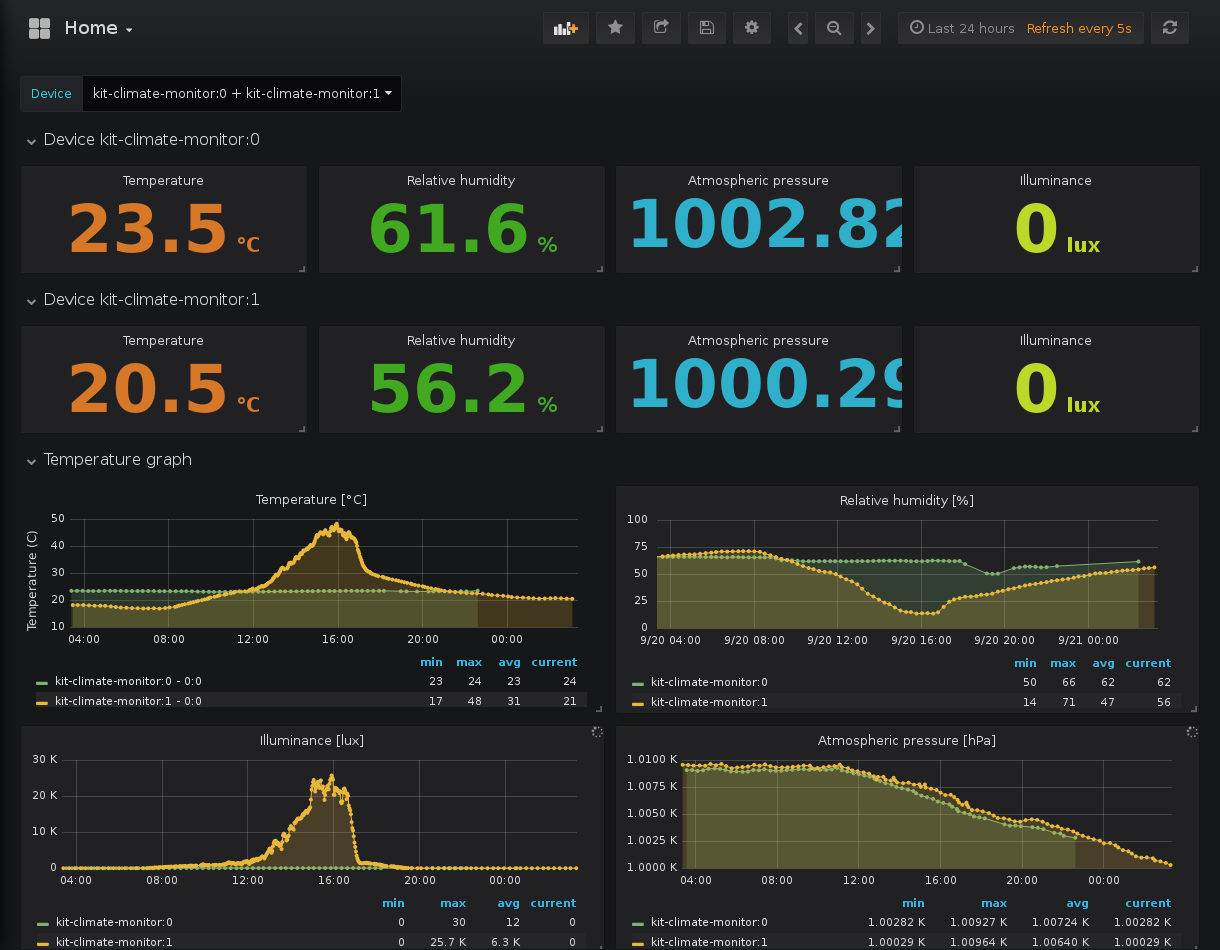 Home
Last 24 hours Refresh every 5s
Device kit-climate-monitor:0 + kit-climate-monitor:1
Device kit-climate-monitor:0
Temperature Relative humidity Atmospheric pressure Illuminance
23.5 °C 61.6 % 1002.82 0 lux
Device kit-climate-monitor:1
Temperature Relative humidity Atmospheric pressure Illuminance
20.5 °C 56.2 % 1000.29 0 lux
Temperature graph
Temperature [°C]
Temperature (C)
50
40
30
20
10
04:00 08:00 12:00 16:00 20:00 00:00
min max avg current
kit-climate-monitor:0 - 0:0 23 24 23 24
kit-climate-monitor:1 - 0:0 17 48 31 21
Relative humidity [%]
100
75
50
25
0
9/20 04:00 9/20 08:00 9/20 12:00 9/20 16:00 9/20 20:00 9/21 00:00
min max avg current
kit-climate-monitor:0 50 66 62 62
kit-climate-monitor:1 14 71 47 56
Illuminance [lux]
30 K
20 K
10 K
0
04:00 08:00 12:00 16:00 20:00 00:00
min max avg current
kit-climate-monitor:0 0 30 12 0
kit-climate-monitor:1 0 25.7 K 6.3 K 0
Atmospheric pressure [hPa]
1.0100 K
1.0075 K
1.0050 K
1.0025 K
1.0000 K
04:00 08:00 12:00 16:00 20:00 00:00
min max avg current
kit-climate-monitor:0 1.00282 K 1.00927 K 1.00724 K 1.00282 K
kit-climate-monitor:1 1.00029 K 1.00964 K 1.00640 K 1.00029 K